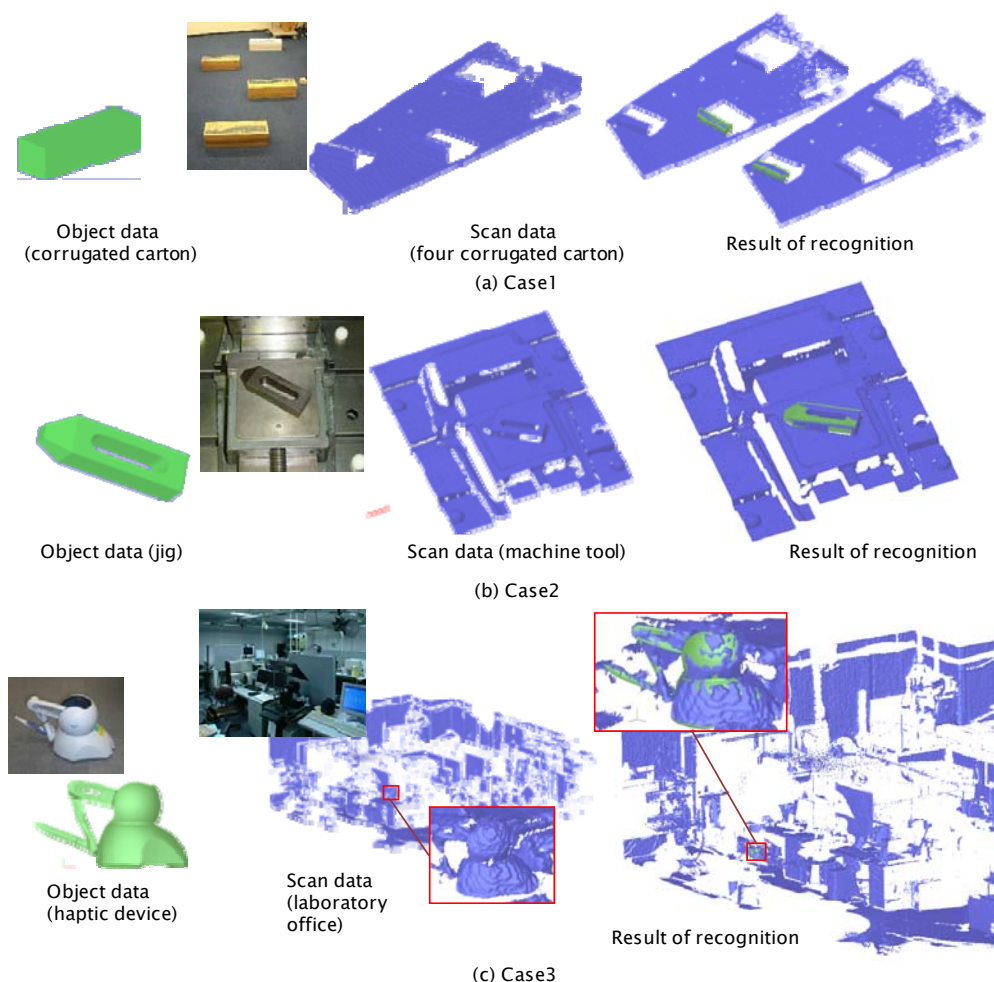 Object data
(corrugated carton)
Scan data
(four corrugated carton)
Result of recognition
(a) Case1
Object data (jig)
Scan data (machine tool)
Result of recognition
(b) Case2
Object data
(haptic device)
Scan data
(laboratory
office)
Result of recognition
(c) Case3